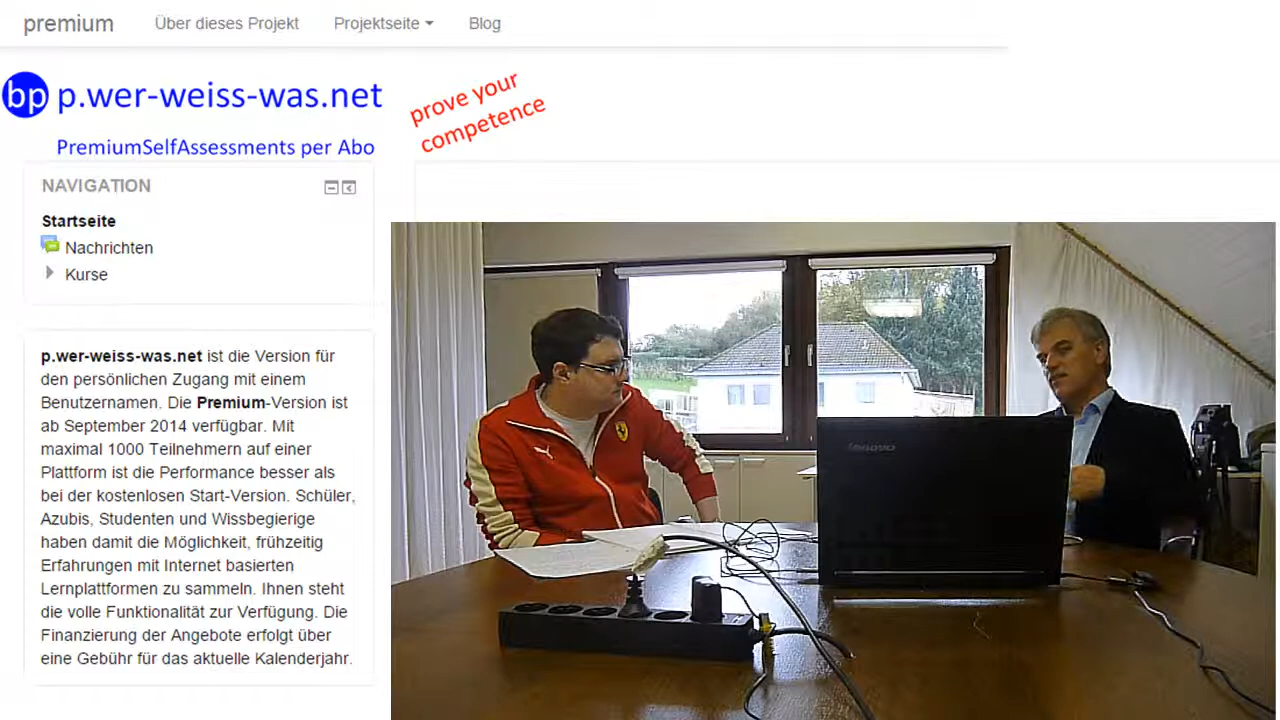 premium Über dieses Projekt Projektseite Blog
bp p.wer-weiss-was.net
prove your
competence
PremiumSelfAssessments per Abo
NAVIGATION
Startseite
Nachrichten
Kurse
p.wer-weiss-was.net ist die Version für
den persönlichen Zugang mit einem
Benutzernamen. Die Premium-Version ist
ab September 2014 verfügbar. Mit
maximal 1000 Teilnehmern auf einer
Plattform ist die Performance besser als
bei der kostenlosen Start-Version. Schüler,
Azubis, Studenten und Wissbegierige
haben damit die Möglichkeit, frühzeitig
Erfahrungen mit Internet basierten
Lernplattformen zu sammeln. Ihnen steht
die volle Funktionalität zur Verfügung. Die
Finanzierung der Angebote erfolgt über
eine Gebühr für das aktuelle Kalenderjahr.
lenovo